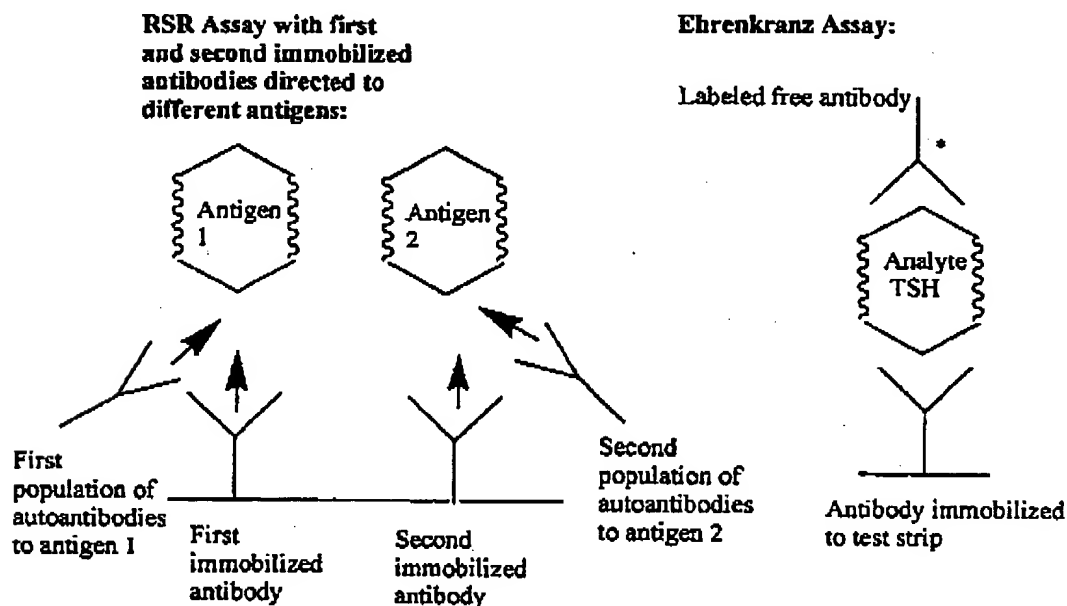 RSR Assay with first
and second immobilized
antibodies directed to
different antigens:
Antigen
1
Antigen
2
First
population of
autoantibodies
to antigen 1
First
immobilized
antibody
Second
immobilized
antibody
Second
population of
autoantibodies
to antigen 2
Ehrenkranz Assay:
Labeled free antibody
*
Analyte
TSH
Antibody immobilized
to test strip